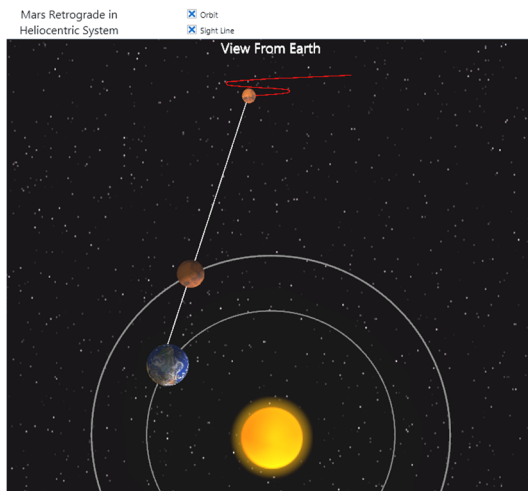 Mars Retrograde in
Heliocentric System
Orbit
Sight Line
View From Earth